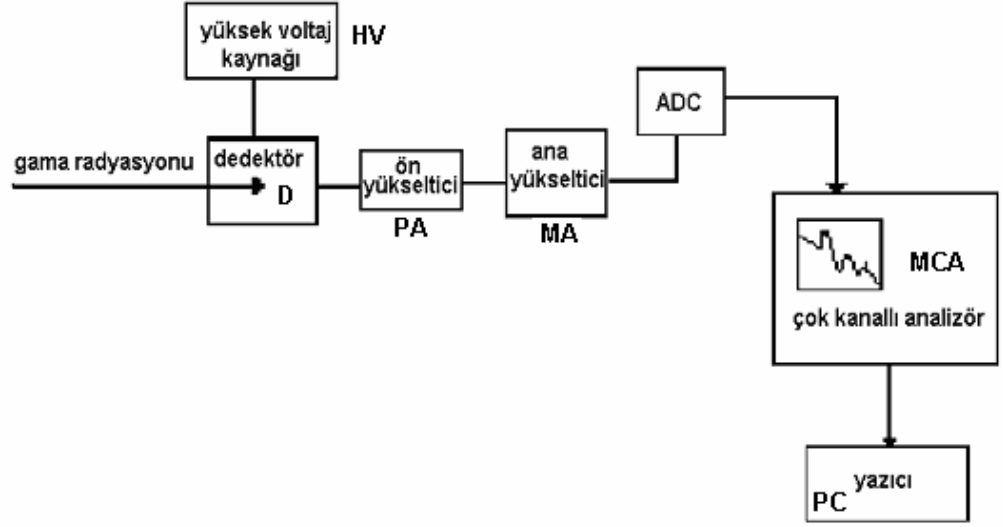 yüksek voltaj
kaynağı
HV
gama radyasyonu
dedektör
D
ön
yükseltici
PA
ana
yükseltici
MA
ADC
MCA
çok kanallı analizör
yazıcı
PC